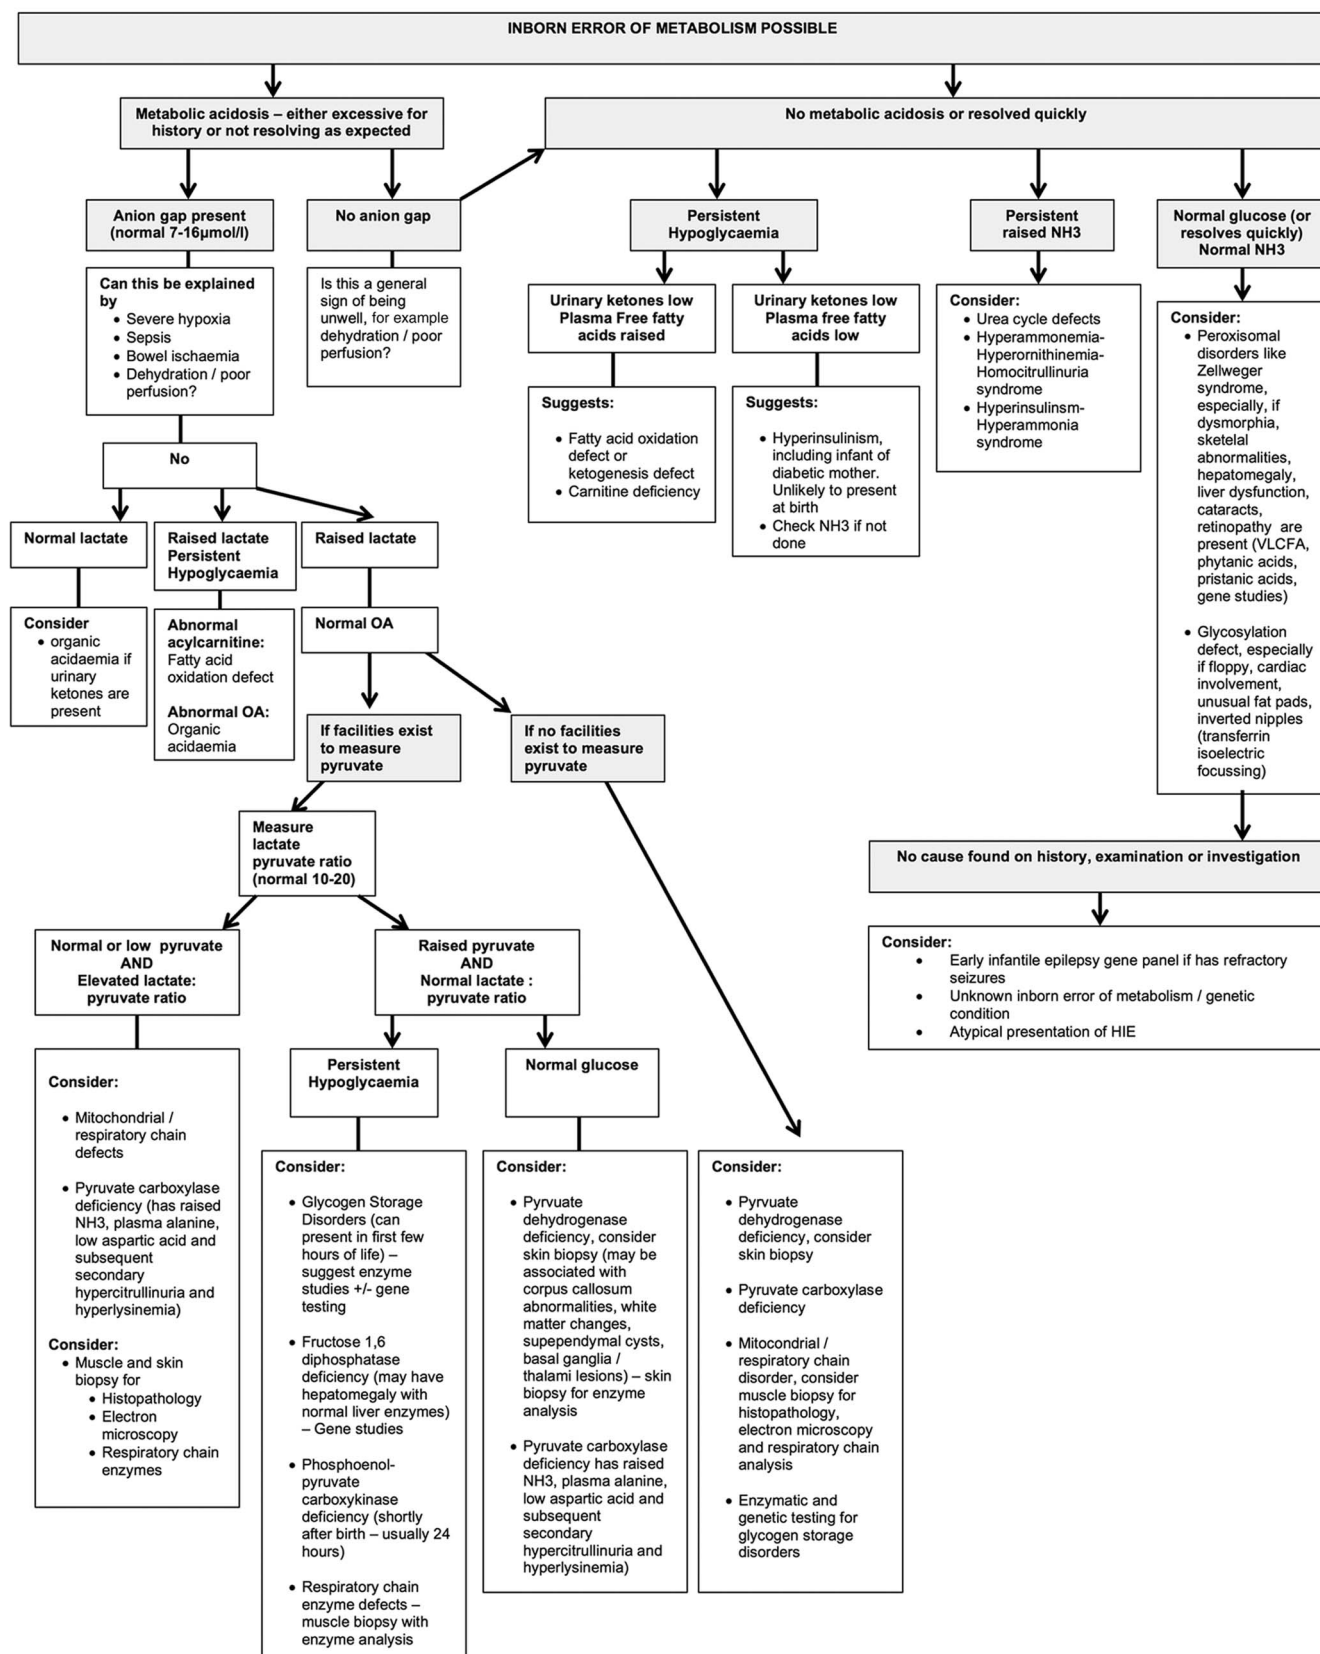 INBORN ERROR OF METABOLISM POSSIBLE
Metabolic acidosis – either excessive for
history or not resolving as expected
No metabolic acidosis or resolved quickly
Anion gap present
(normal 7-16µmol/l)
No anion gap
Persistent
Hypoglycaemia
Persistent
raised NH3
Normal glucose (or
resolves quickly)
Normal NH3
Can this be explained
by
• Severe hypoxia
• Sepsis
• Bowel ischaemia
• Dehydration / poor
perfusion?
Is this a general
sign of being
unwell, for example
dehydration / poor
perfusion?
Urinary ketones low
Plasma Free fatty
acids raised
Urinary ketones low
Plasma free fatty
acids low
Consider:
• Urea cycle defects
• Hyperammonemia-
Hyperornithinemia-
Homocitrullinuria
syndrome
• Hyperinsulinsm-
Hyperammonia
syndrome
Consider:
• Peroxisomal
disorders like
Zellweger
syndrome,
especially, if
dysmorphia,
sketelal
abnormalities,
hepatomegaly,
liver dysfunction,
cataracts,
retinopathy are
present (VLCFA,
phytanic acids,
pristanic acids,
gene studies)
• Glycosylation
defect, especially
if floppy, cardiac
involvement,
unusual fat pads,
inverted nipples
(transferrin
isoelectric
focussing)
Suggests:
• Fatty acid oxidation
defect or
ketogenesis defect
• Carnitine deficiency
Suggests:
• Hyperinsulinism,
including infant of
diabetic mother.
Unlikely to present
at birth
• Check NH3 if not
done
No
Normal lactate
Raised lactate
Persistent
Hypoglycaemia
Raised lactate
Consider
• organic
acidaemia if
urinary
ketones are
present
Abnormal
acylcarnitine:
Fatty acid
oxidation defect
Abnormal OA:
Organic
acidaemia
Normal OA
If facilities exist
to measure
pyruvate
If no facilities
exist to measure
pyruvate
Measure
lactate
pyruvate ratio
(normal 10-20)
No cause found on history, examination or investigation
Consider:
• Early infantile epilepsy gene panel if has refractory
seizures
• Unknown inborn error of metabolism / genetic
condition
• Atypical presentation of HIE
Normal or low pyruvate
AND
Elevated lactate:
pyruvate ratio
Raised pyruvate
AND
Normal lactate :
pyruvate ratio
Persistent
Hypoglycaemia
Normal glucose
Consider:
• Mitochondrial /
respiratory chain
defects
• Pyruvate carboxylase
deficiency (has raised
NH3, plasma alanine,
low aspartic acid and
subsequent
secondary
hypercitrullinuria and
hyperlysinemia)
Consider:
• Muscle and skin
biopsy for
• Histopathology
• Electron
microscopy
• Respiratory chain
enzymes
Consider:
• Glycogen Storage
Disorders (can
present in first few
hours of life) –
suggest enzyme
studies +/- gene
testing
• Fructose 1,6
diphosphatase
deficiency (may have
hepatomegaly with
normal liver enzymes)
– Gene studies
• Phosphoenol-
pyruvate
carboxykinase
deficiency (shortly
after birth – usually 24
hours)
• Respiratory chain
enzyme defects –
muscle biopsy with
enzyme analysis
Consider:
• Pyrvuate
dehydrogenase
deficiency, consider
skin biopsy (may be
associated with
corpus callosum
abnormalities, white
matter changes,
supependymal cysts,
basal ganglia /
thalami lesions) – skin
biopsy for enzyme
analysis
• Pyruvate carboxylase
deficiency has raised
NH3, plasma alanine,
low aspartic acid and
subsequent
secondary
hypercitrullinuria and
hyperlysinemia)
Consider:
• Pyrvuate
dehydrogenase
deficiency, consider
skin biopsy
• Pyruvate carboxylase
deficiency
• Mitocondrial /
respiratory chain
disorder, consider
muscle biopsy for
histopathology,
electron microscopy
and respiratory chain
analysis
• Enzymatic and
genetic testing for
glycogen storage
disorders